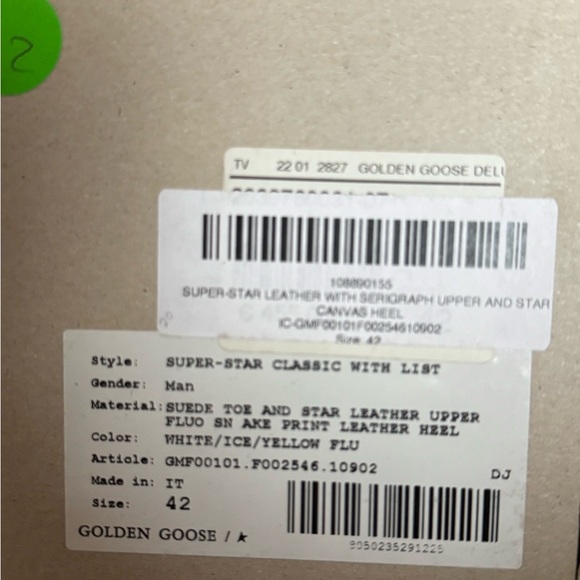 2
TV 22 01 2827 GOLDEN GOOSE DELU
108890155
SUPER-STAR LEATHER WITH SERIGRAPH UPPER AND STAR
CANVAS HEEL
IC-GMF00101F00254610902
Size 42
Style: SUPER-STAR CLASSIC WITH LIST
Gender: Man
Material: SUEDE TOE AND STAR LEATHER UPPER
FLUO SN AKE PRINT LEATHER HEEL
Color: WHITE/ICE/YELLOW FLU
Article: GMF00101.F002546.10902
DJ
Made in: IT
Size: 42
GOLDEN GOOSE /
8050235291225